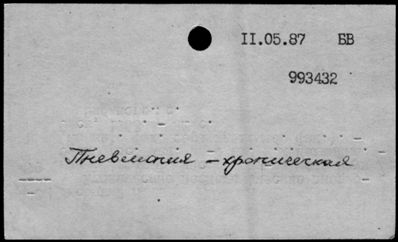 II.05.87 БВ
993432
Пневмония - хроническая